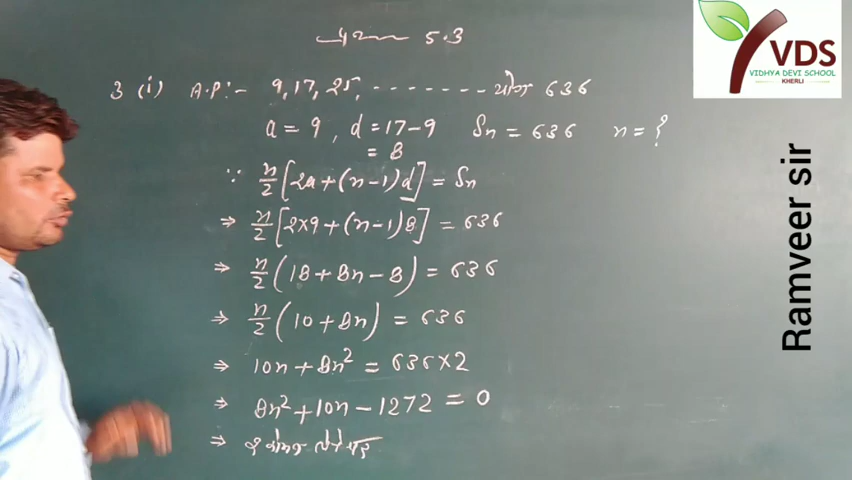 प्रश्नावली 5.3
3 (i) A.P:- 9, 17, 25, ------- योग 636
a = 9 , d = 17-9 Sn = 636 n = ?
= 8
∵ n/2 [2a + (n-1)d] = Sn
⇒ n/2 [2×9 + (n-1)8] = 636
⇒ n/2 (18 + 8n - 8) = 636
⇒ n/2 (10 + 8n) = 636
⇒ 10n + 8n² = 636×2
⇒ 8n² + 10n - 1272 = 0
⇒ 2 लेने पर
VDS
VIDHYA DEVI SCHOOL
KHERLI
Ramveer sir